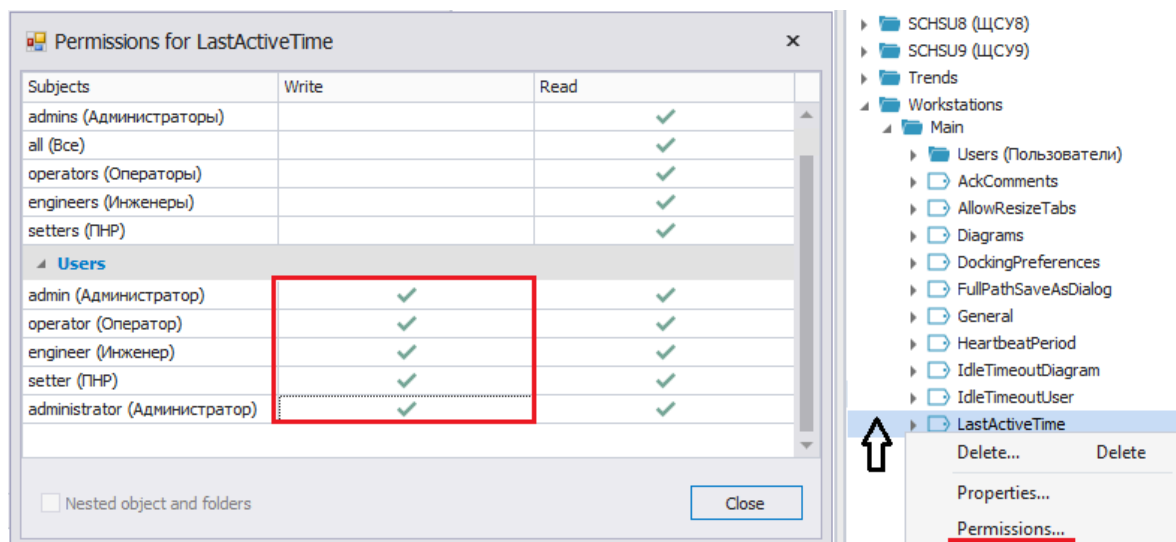 Permissions for LastActiveTime
Subjects Write Read
admins (Администраторы)
all (Все)
operators (Операторы)
engineers (Инженеры)
setters (ПНР)
Users
admin (Администратор)
operator (Оператор)
engineer (Инженер)
setter (ПНР)
administrator (Администратор)
Nested object and folders
Close
SCHSU8 (ЩСУ8)
SCHSU9 (ЩСУ9)
Trends
Workstations
Main
Users (Пользователи)
AckComments
AllowResizeTabs
Diagrams
DockingPreferences
FullPathSaveAsDialog
General
HeartbeatPeriod
IdleTimeoutDiagram
IdleTimeoutUser
LastActiveTime
Delete... Delete
Properties...
Permissions...